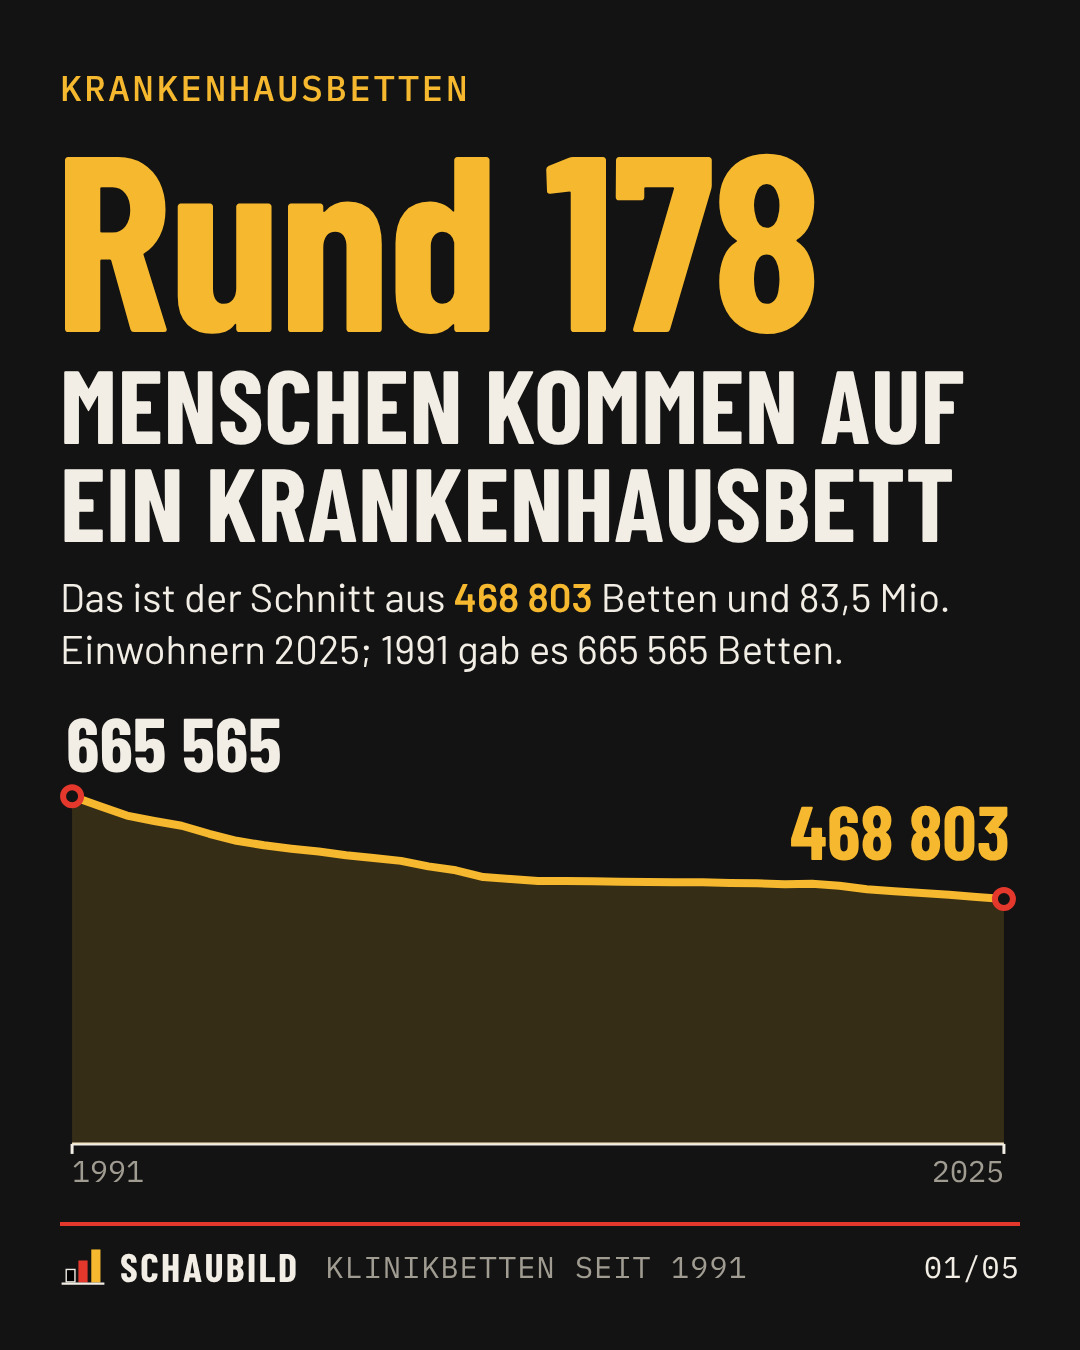 KRANKENHAUSBETTEN
Rund 178
MENSCHEN KOMMEN AUF
EIN KRANKENHAUSBETT
Das ist der Schnitt aus 468 803 Betten und 83,5 Mio.
Einwohnern 2025; 1991 gab es 665 565 Betten.
665 565
468 803
1991 2025
SCHAUBILD KLINIKBETTEN SEIT 1991 01/05